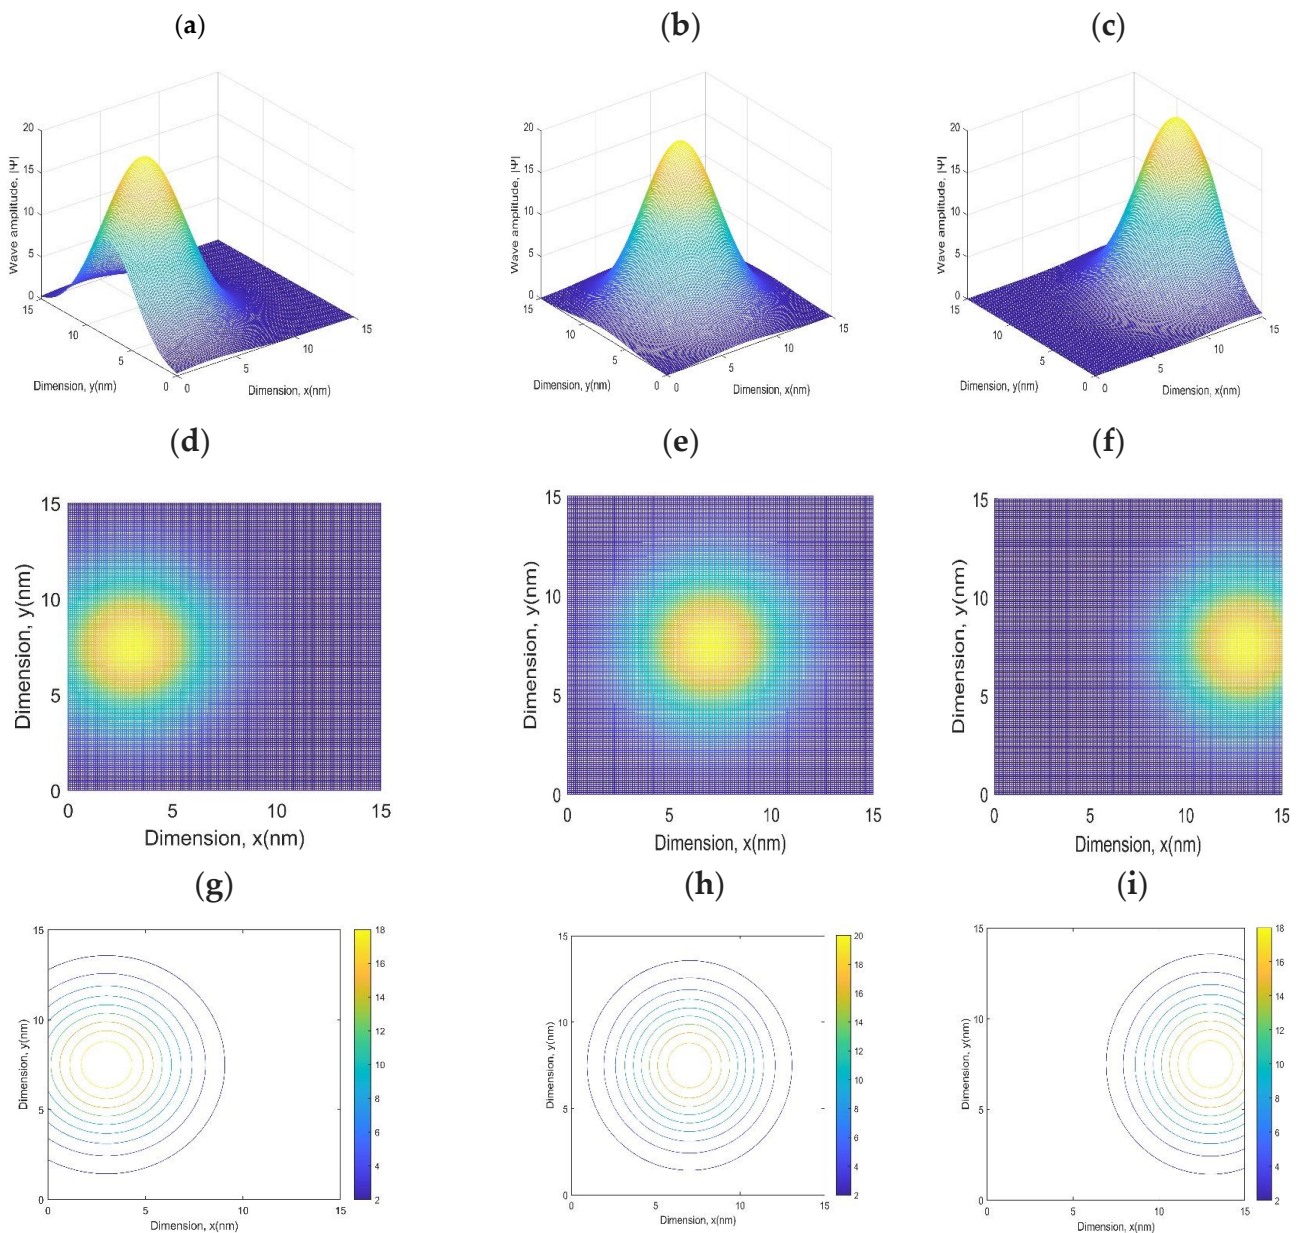 (a)
(b)
(c)
20
15
10
5
0
Wave amplitude, |Ψ|
15
10
5
0
Dimension, y(nm)
0
5
10
15
Dimension, x(nm)
20
15
10
5
0
Wave amplitude, |Ψ|
15
10
5
0
Dimension, y(nm)
0
5
10
15
Dimension, x(nm)
20
15
10
5
0
Wave amplitude, |Ψ|
15
10
5
0
Dimension, y(nm)
0
5
10
15
Dimension, x(nm)
(d)
(e)
(f)
15
10
5
0
Dimension, y(nm)
0 5 10 15
Dimension, x(nm)
15
10
5
0
Dimension, y(nm)
0 5 10 15
Dimension, x(nm)
15
10
5
0
Dimension, y(nm)
0 5 10 15
Dimension, x(nm)
(g)
(h)
(i)
15
10
5
0
Dimension, y(nm)
0 5 10 15
Dimension, x(nm)
18
16
14
12
10
8
6
4
2
15
10
5
0
Dimension, y(nm)
0 5 10 15
Dimension, x(nm)
20
18
16
14
12
10
8
6
4
2
15
10
5
0
Dimension, y(nm)
0 5 10 15
Dimension, x(nm)
18
16
14
12
10
8
6
4
2